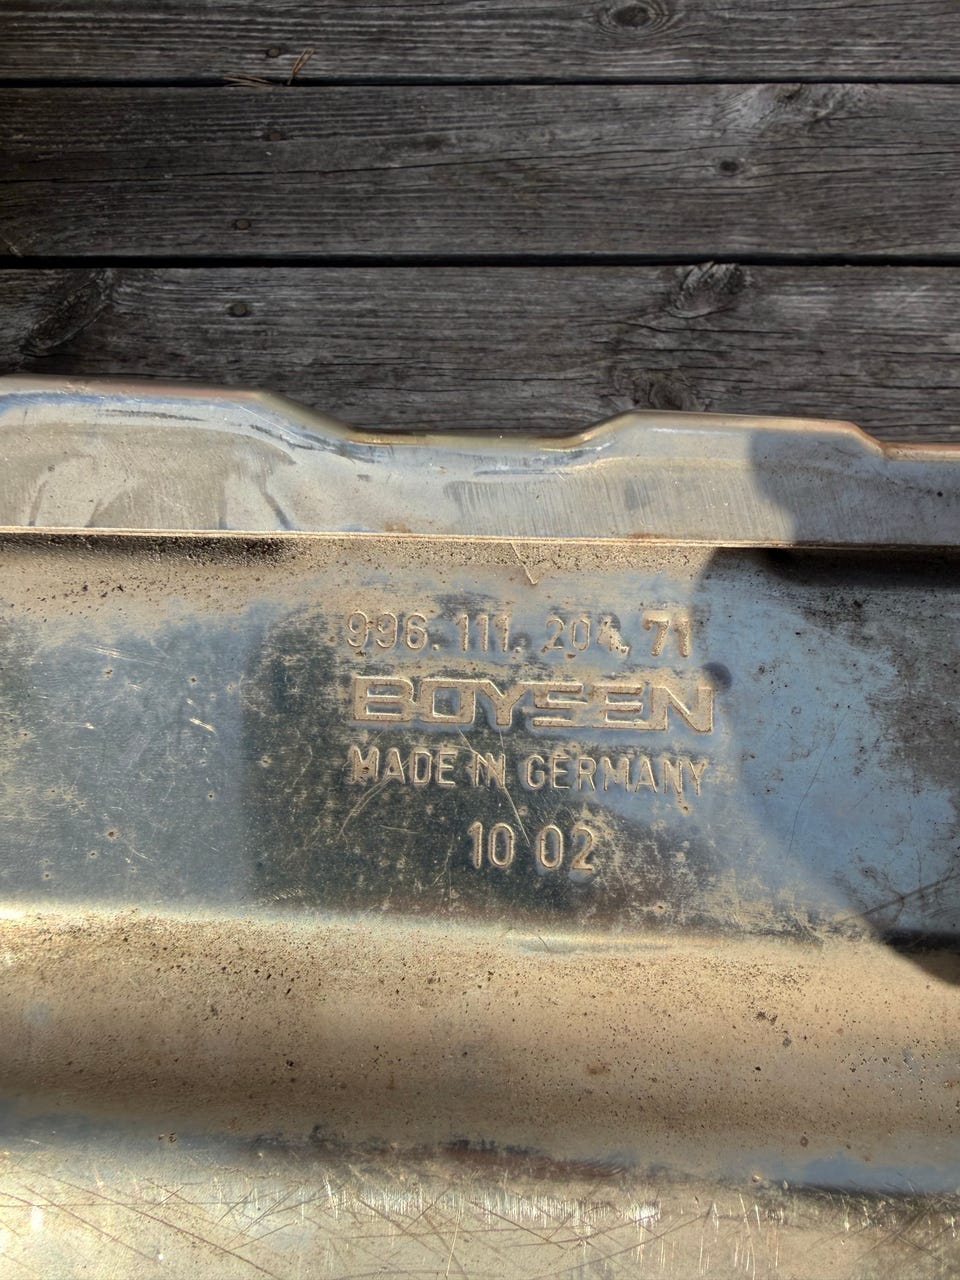 996.111.204.71
BOYSEN
MADE IN GERMANY
10 02